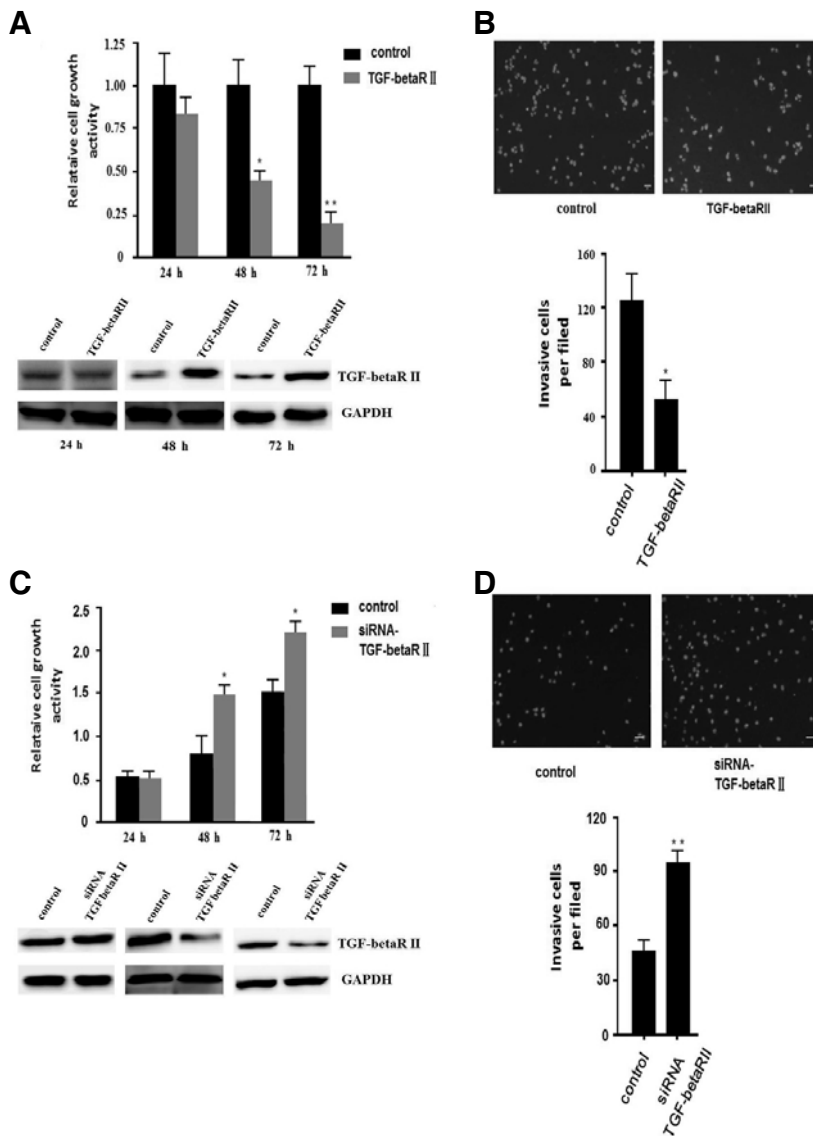 A
Relataive cell growth
activity
1.25
1.00
0.75
0.50
0.25
0
*
**
24 h
48 h
72 h
control
TGF-betaR II
control
TGF-betaRII
control
TGF-betaRII
control
TGF-betaRII
TGF-betaR II
GAPDH
24 h
48 h
72 h
B
control
TGF-betaRII
Invasive cells
per filed
160
120
80
40
0
*
control
TGF-betaRII
C
Relataive cell growth
activity
2.5
2.0
1.5
1.0
0.5
0
*
*
24 h
48 h
72 h
control
siRNA-
TGF-betaR II
control
siRNA
TGFbetaR II
control
siRNA
TGFbetaR II
control
siRNA
TGFbetaR II
TGF-betaR II
GAPDH
D
control
siRNA-
TGF-betaR II
Invasive cells
per filed
120
90
60
30
0
**
control
siRNA
TGF-betaRII